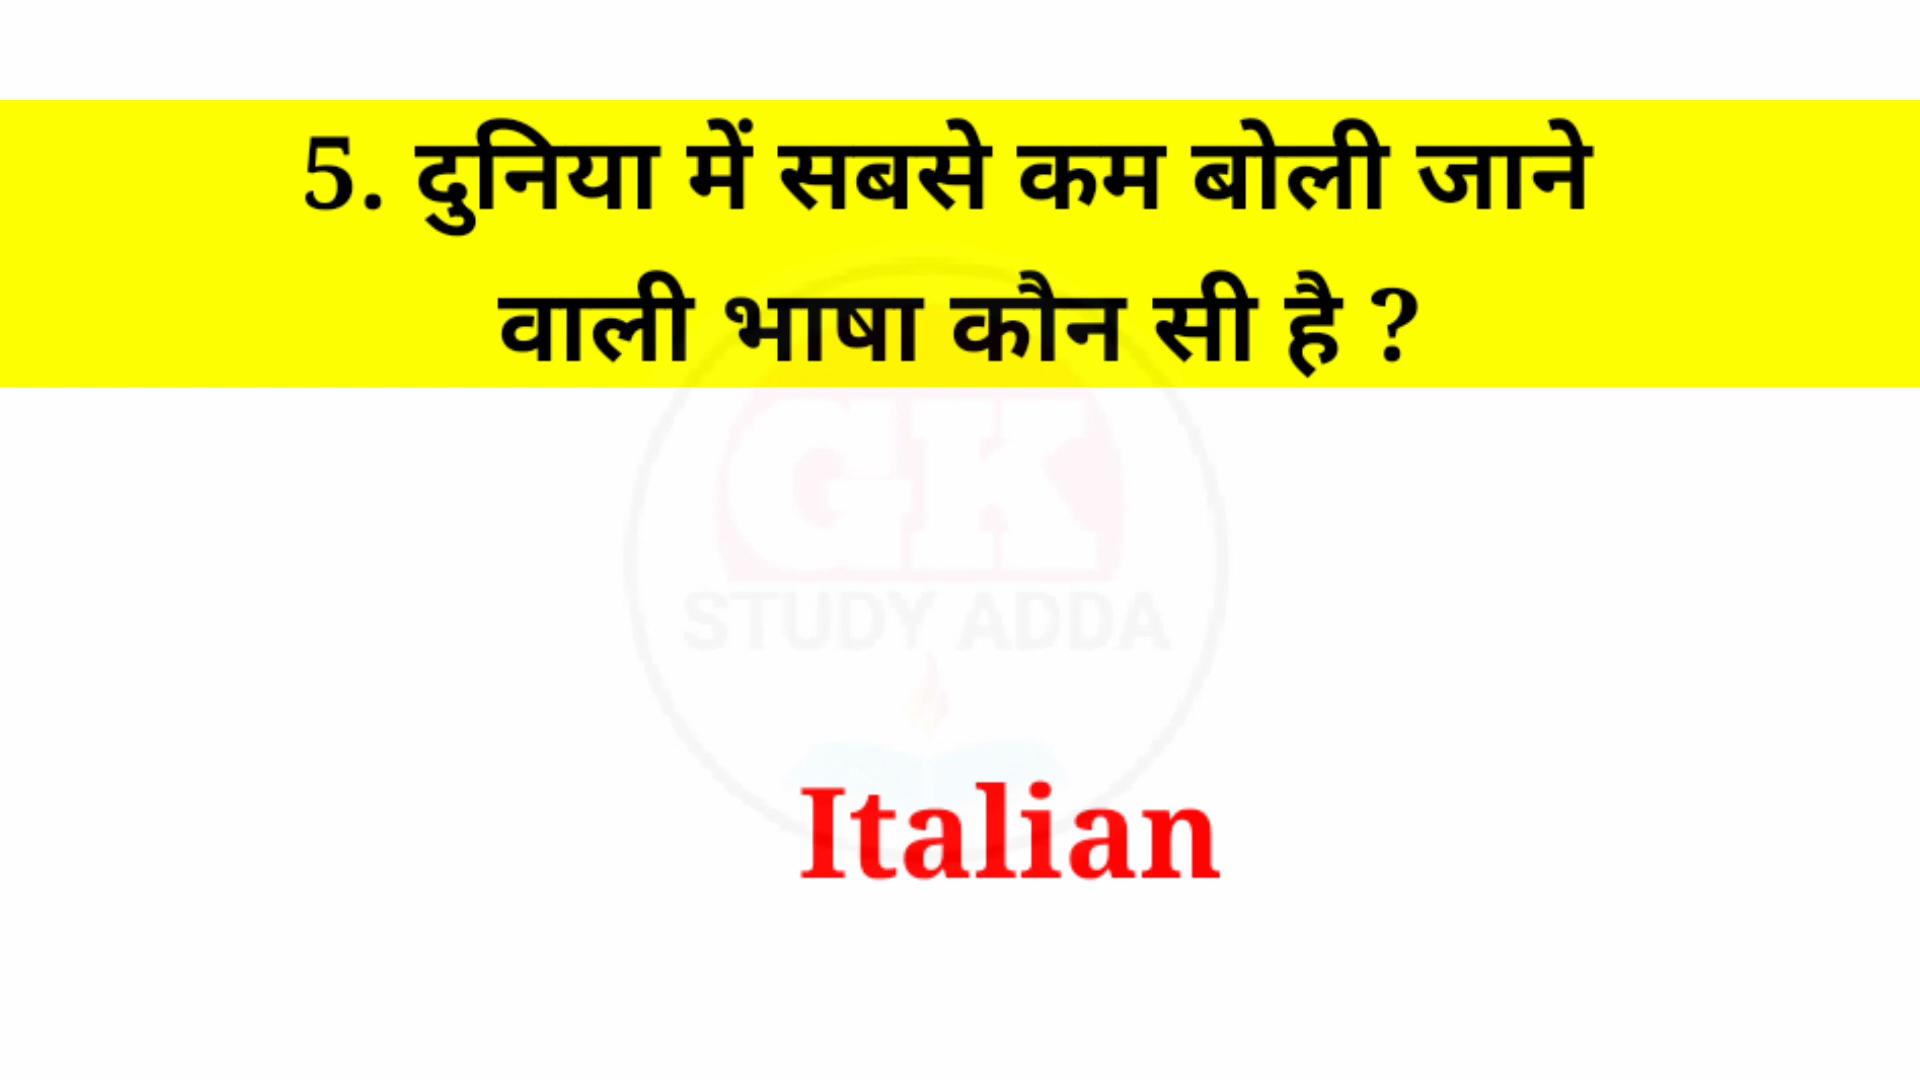 5. दुनिया में सबसे कम बोली जाने
वाली भाषा कौन सी है ?
GK
STUDY ADDA
Italian